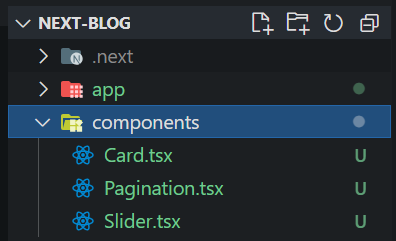 NEXT-BLOG
.next
app
components
Card.tsx U
Pagination.tsx U
Slider.tsx U